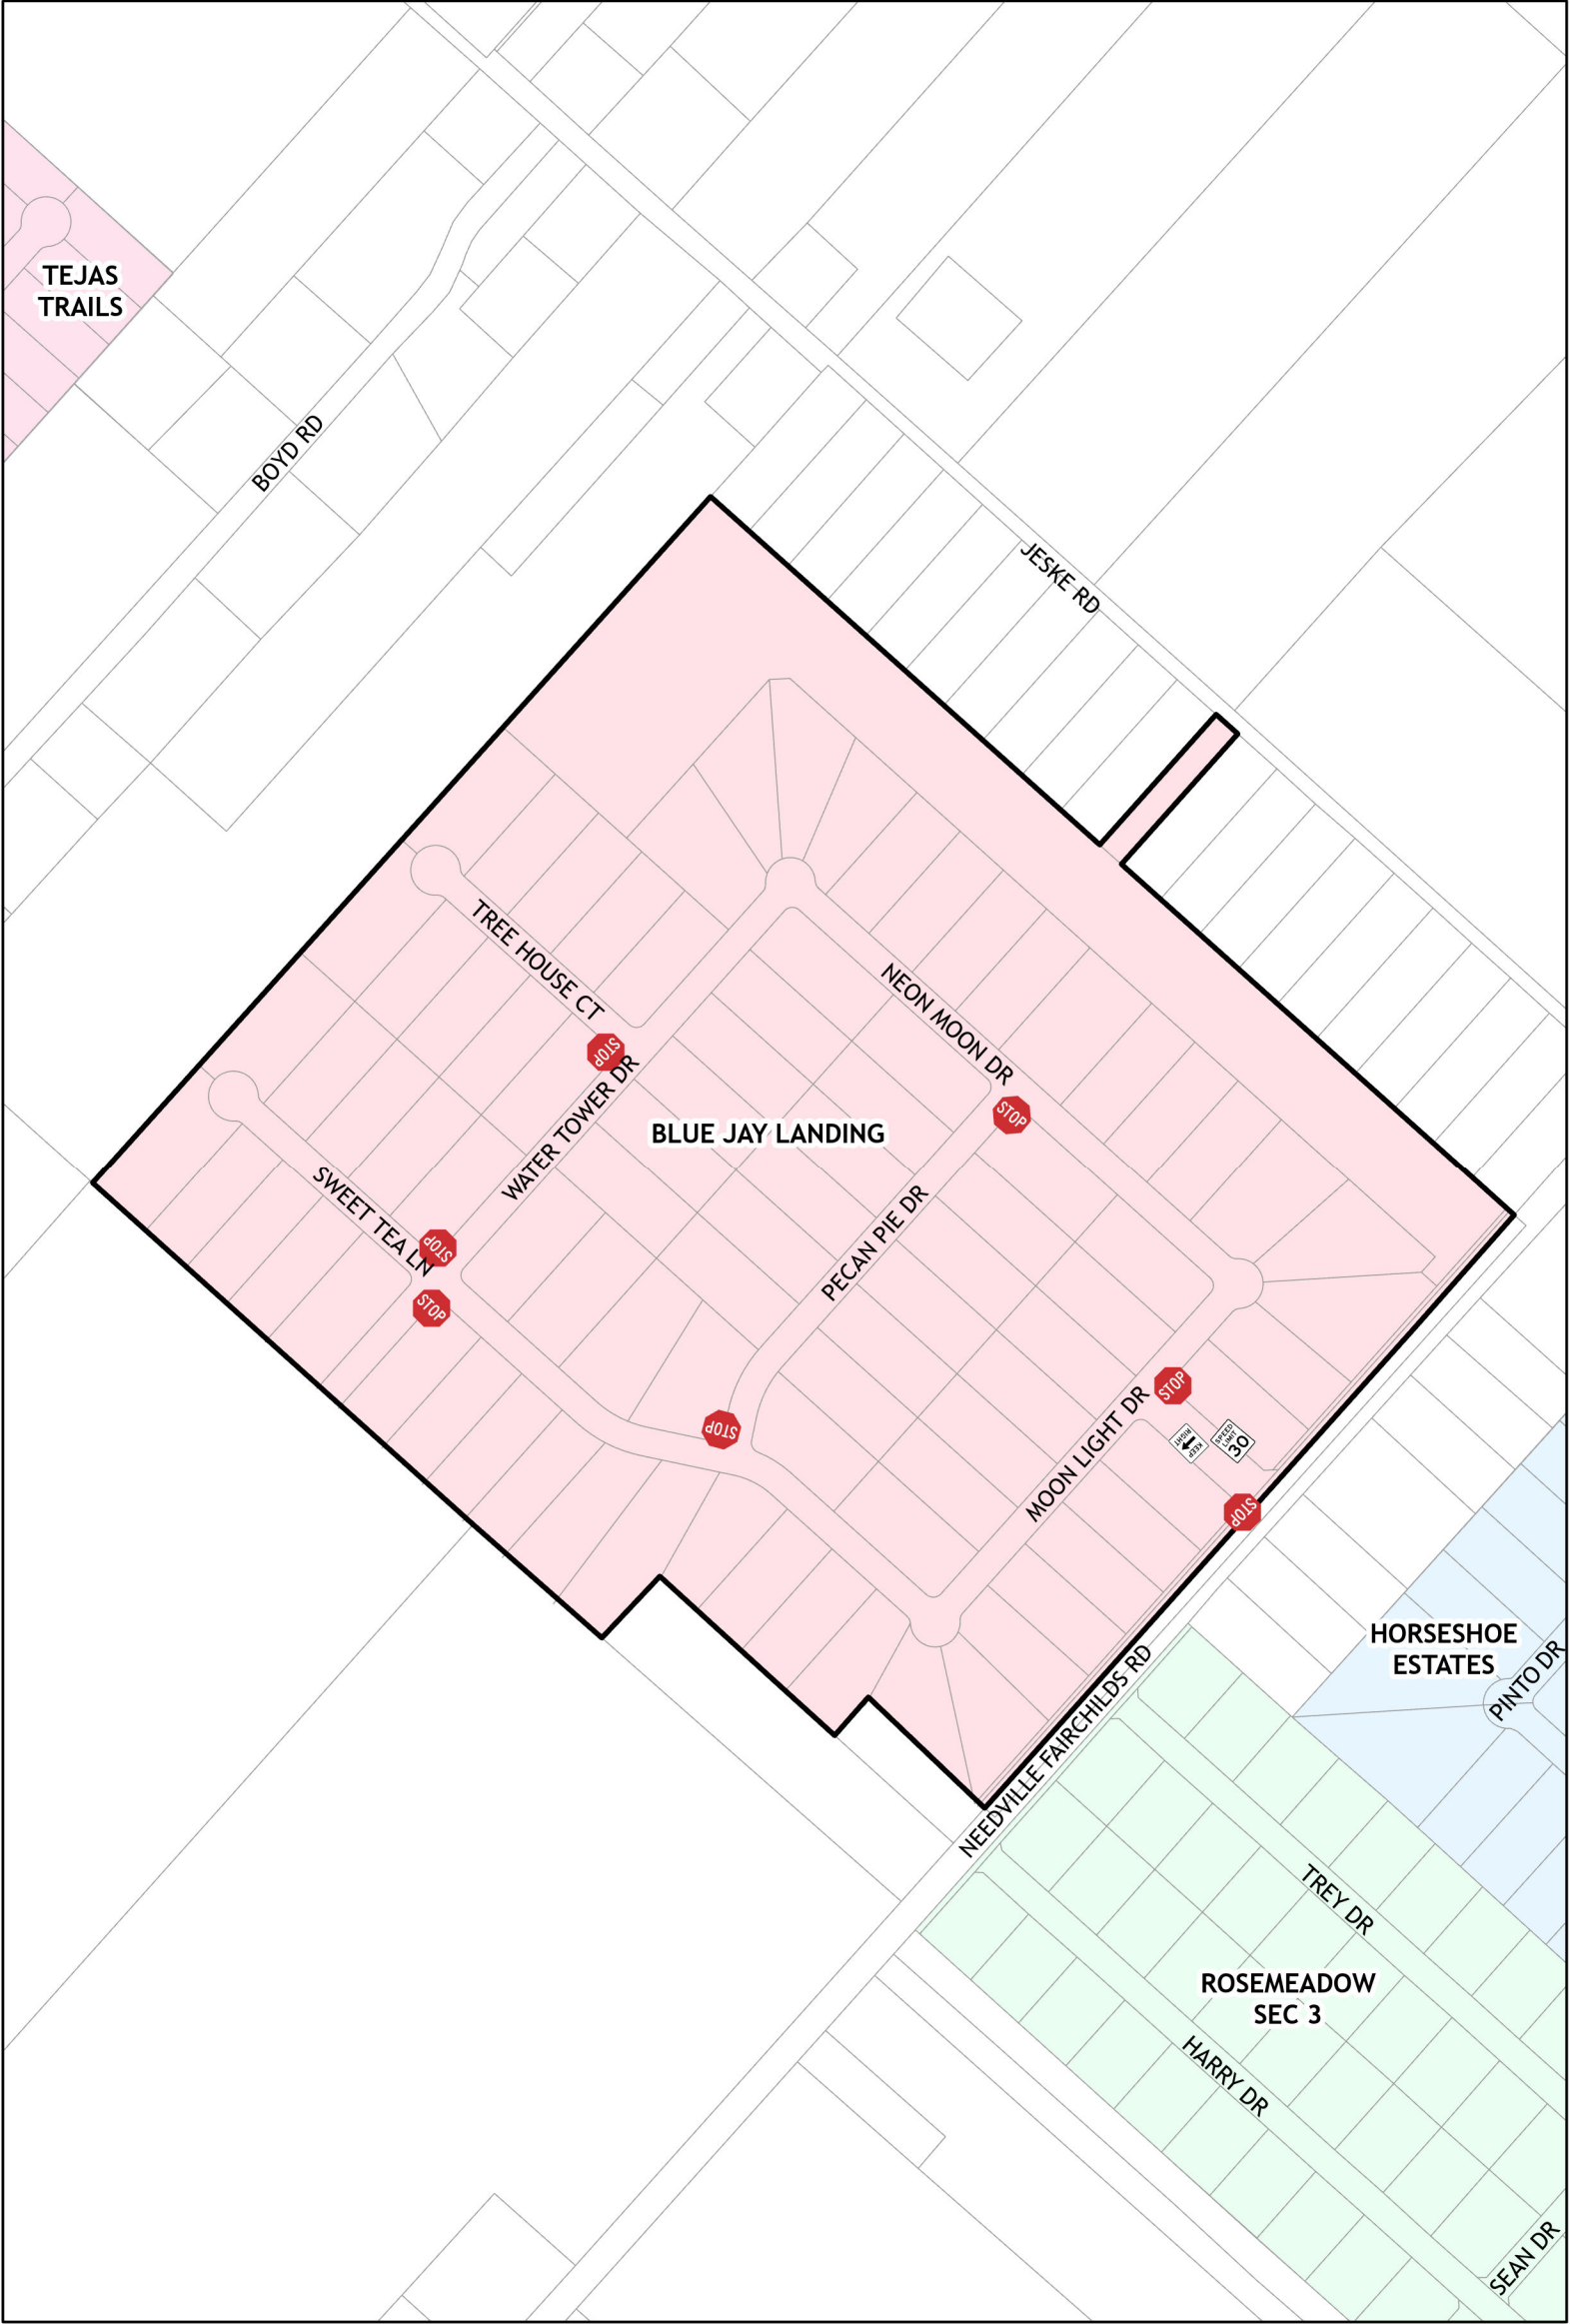 TEJAS
TRAILS
BOYD RD
JESKE RD
TREE HOUSE CT
NEON MOON DR
STOP
WATER TOWER DR
STOP
BLUE JAY LANDING
SWEET TEA LN
STOP
PECAN PIE DR
STOP
STOP
MOON LIGHT DR
STOP
KEEP
RIGHT
SPEED
LIMIT
30
STOP
HORSESHOE
ESTATES
PINTO DR
NEEDVILLE FAIRCHILDS RD
TREY DR
ROSEMEADOW
SEC 3
HARRY DR
SEAN DR